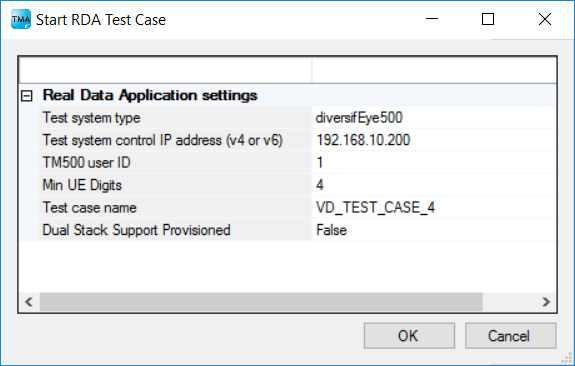 TMA Start RDA Test Case
Real Data Application settings
Test system type diversifEye500
Test system control IP address (v4 or v6) 192.168.10.200
TM500 user ID 1
Min UE Digits 4
Test case name VD_TEST_CASE_4
Dual Stack Support Provisioned False
OK Cancel